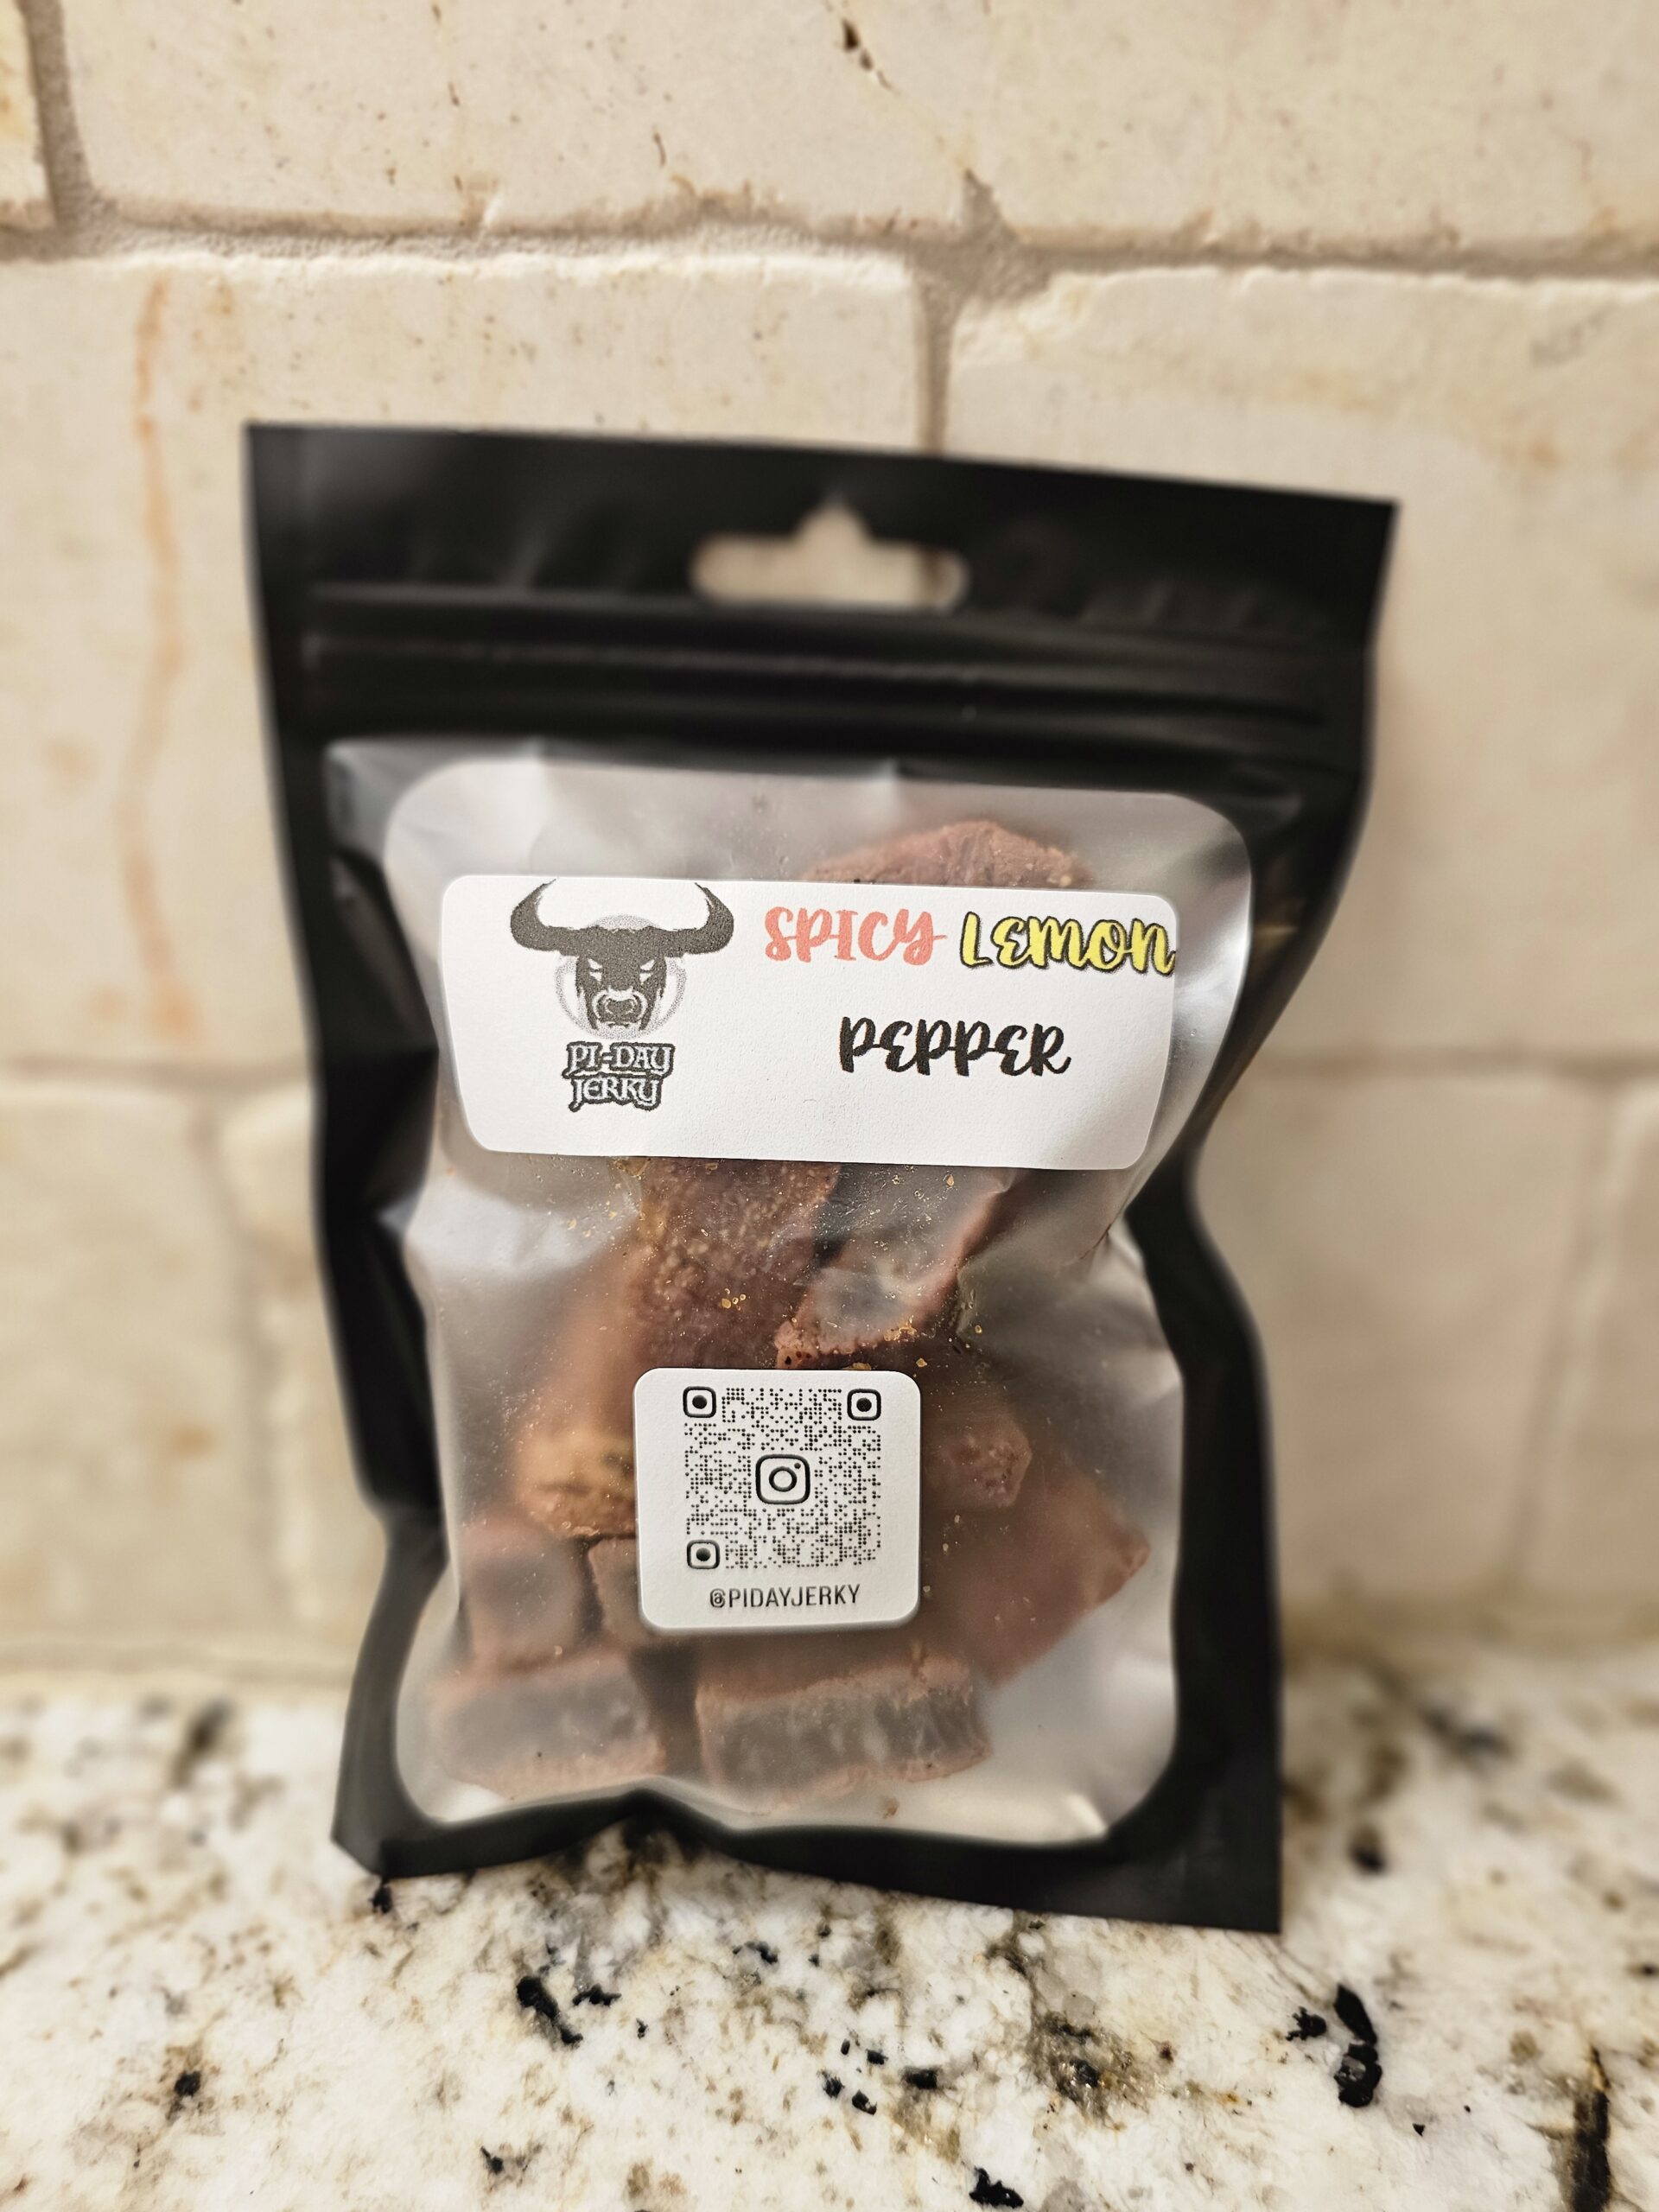 SPICY LEMON
PEPPER
PI-DAY
JERKY
@PIDAYJERKY